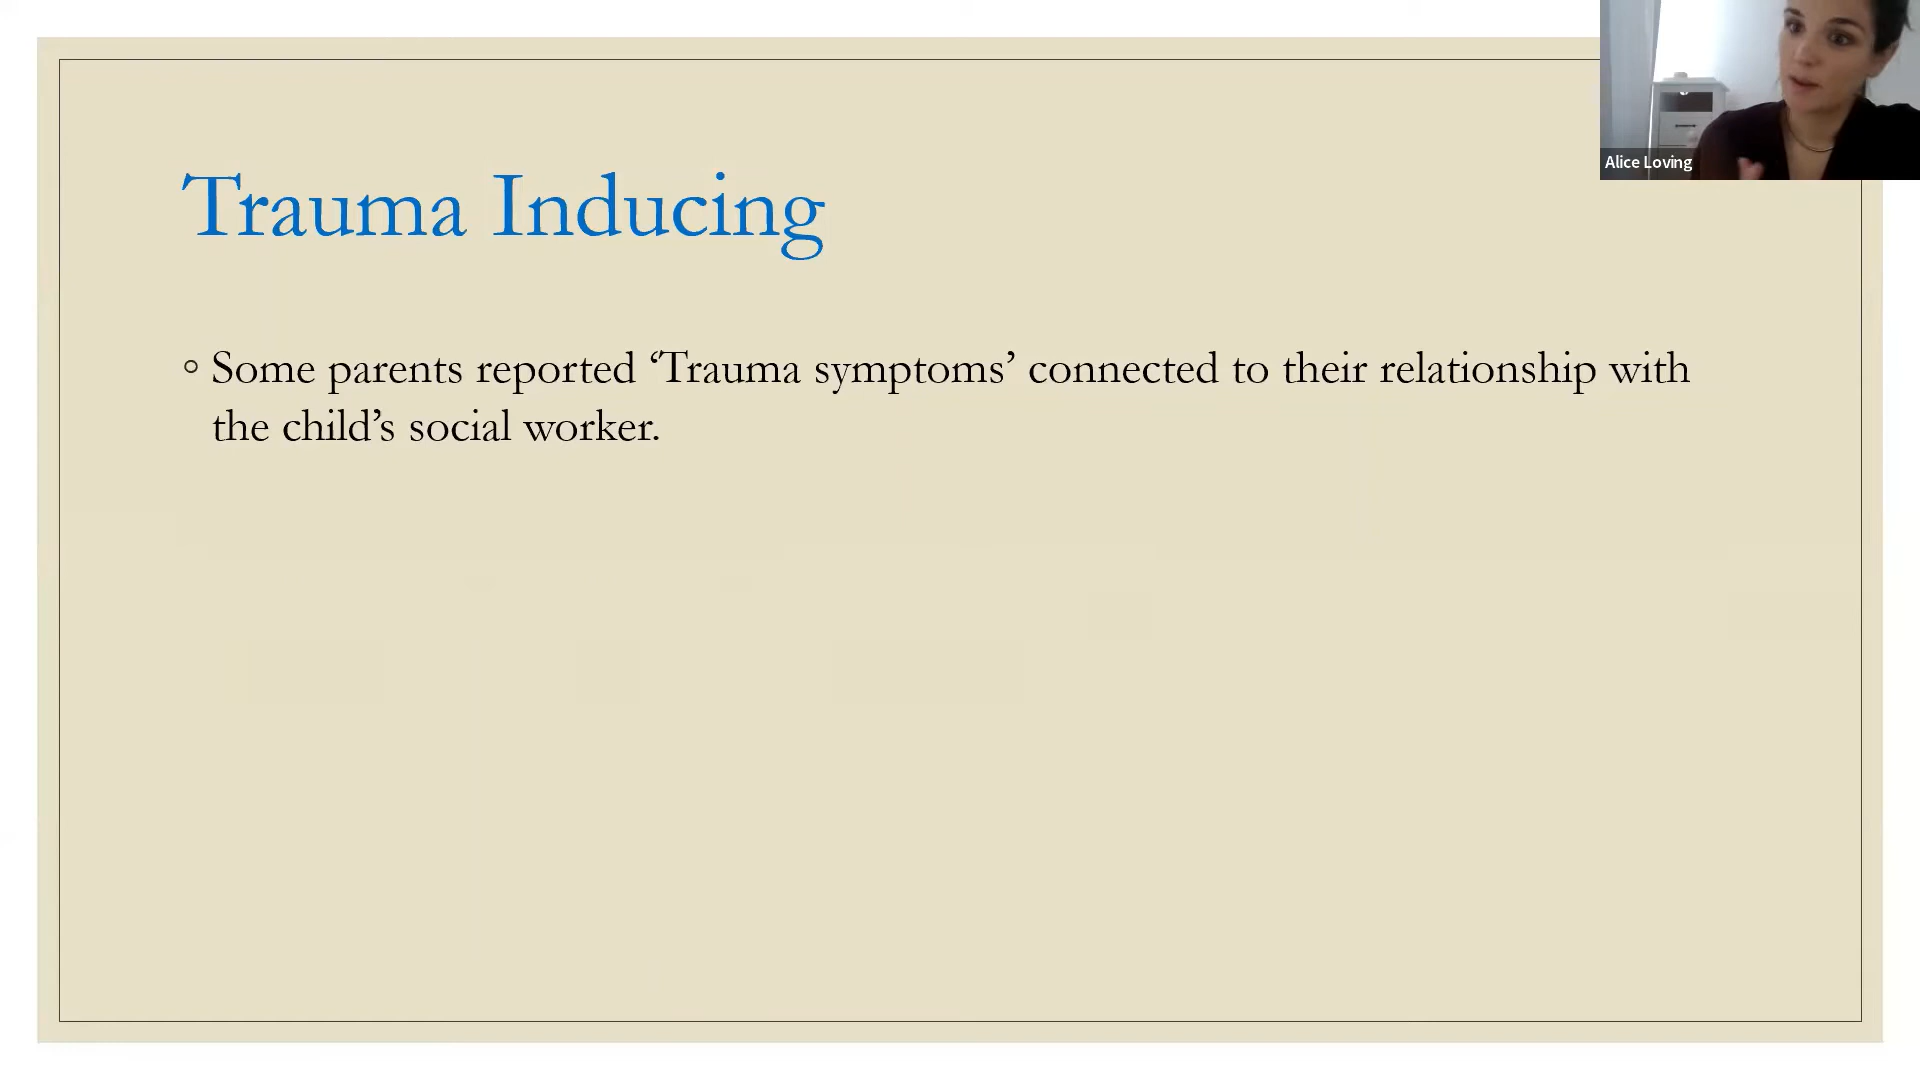 Alice Loving
Trauma Inducing
◦ Some parents reported ‘Trauma symptoms’ connected to their relationship with
the child’s social worker.